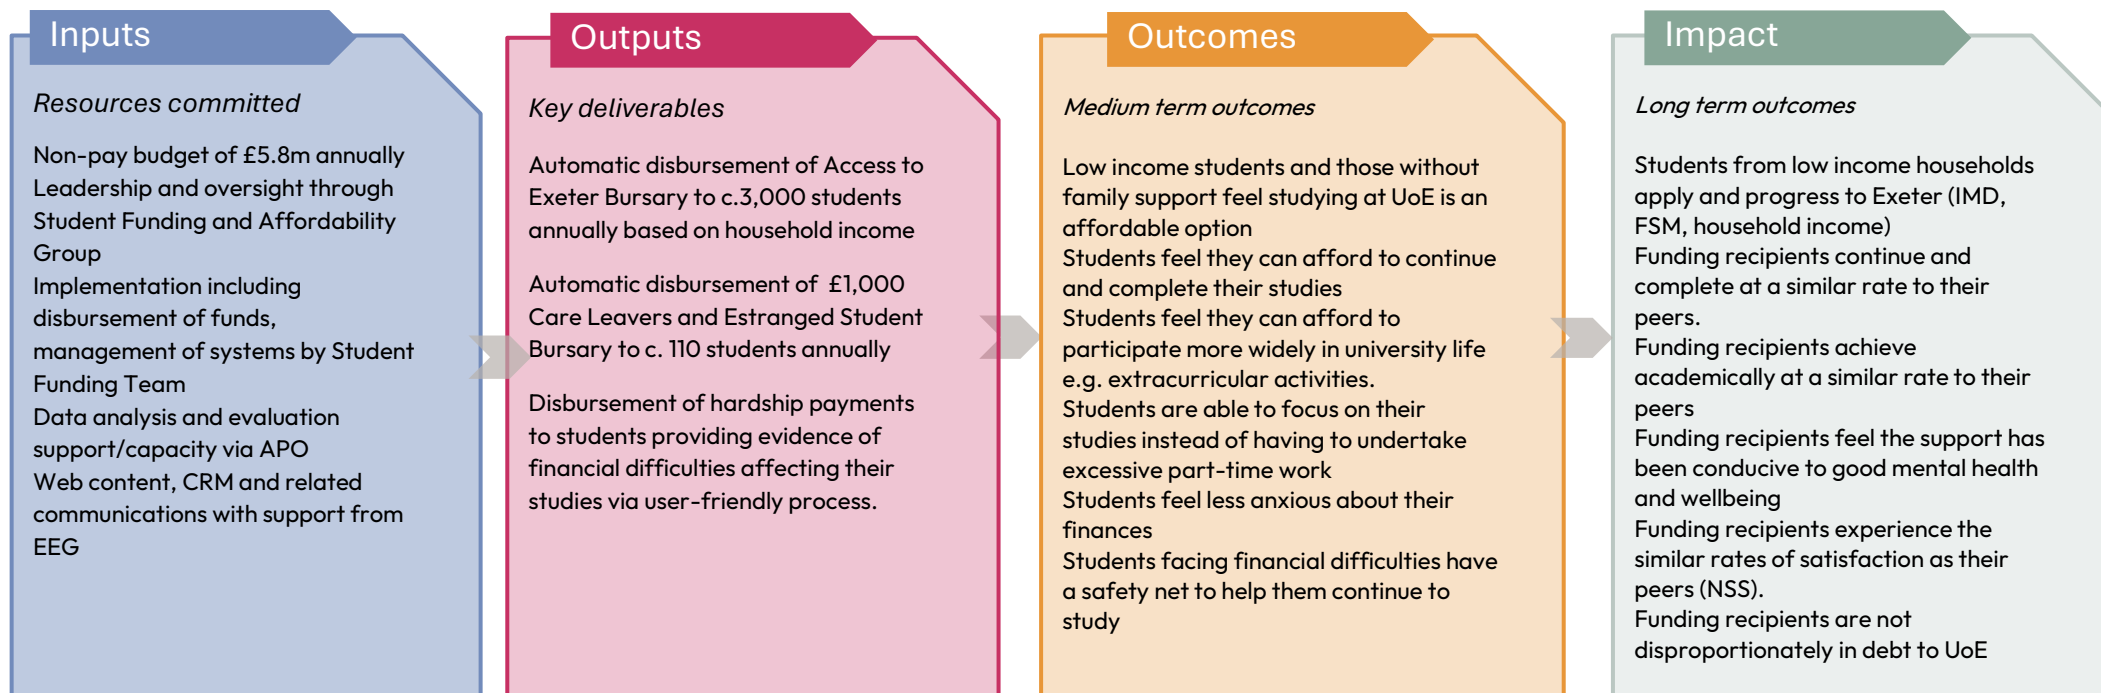 Inputs
Resources committed
Non-pay budget of £5.8m annually
Leadership and oversight through
Student Funding and Affordability
Group
Implementation including
disbursement of funds,
management of systems by Student
Funding Team
Data analysis and evaluation
support/capacity via APO
Web content, CRM and related
communications with support from
EEG
Outputs
Key deliverables
Automatic disbursement of Access to
Exeter Bursary to c.3,000 students
annually based on household income
Automatic disbursement of £1,000
Care Leavers and Estranged Student
Bursary to c. 110 students annually
Disbursement of hardship payments
to students providing evidence of
financial difficulties affecting their
studies via user-friendly process.
Outcomes
Medium term outcomes
Low income students and those without
family support feel studying at UoE is an
affordable option
Students feel they can afford to continue
and complete their studies
Students feel they can afford to
participate more widely in university life
e.g. extracurricular activities.
Students are able to focus on their
studies instead of having to undertake
excessive part-time work
Students feel less anxious about their
finances
Students facing financial difficulties have
a safety net to help them continue to
study
Impact
Long term outcomes
Students from low income households
apply and progress to Exeter (IMD,
FSM, household income)
Funding recipients continue and
complete at a similar rate to their
peers.
Funding recipients achieve
academically at a similar rate to their
peers
Funding recipients feel the support has
been conducive to good mental health
and wellbeing
Funding recipients experience the
similar rates of satisfaction as their
peers (NSS).
Funding recipients are not
disproportionately in debt to UoE